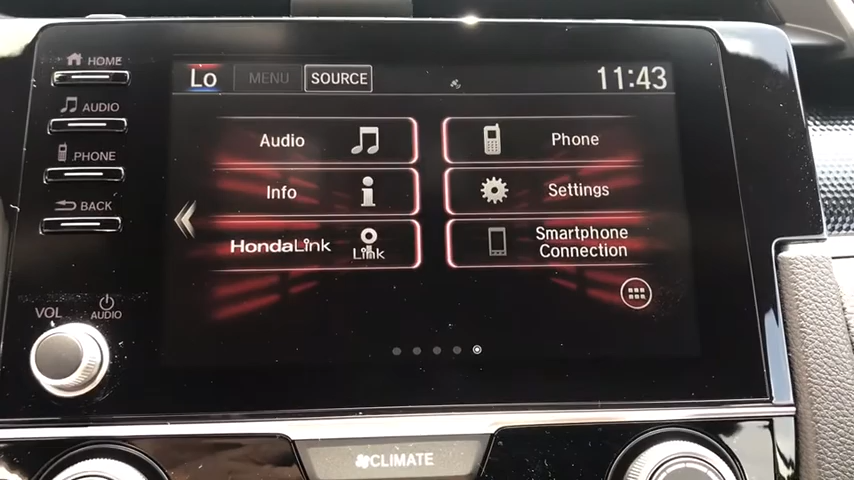 HOME
AUDIO
PHONE
BACK
VOL
AUDIO
Lo
MENU
SOURCE
11:43
Audio
Phone
Info
Settings
HondaLink
Link
Smartphone
Connection
CLIMATE